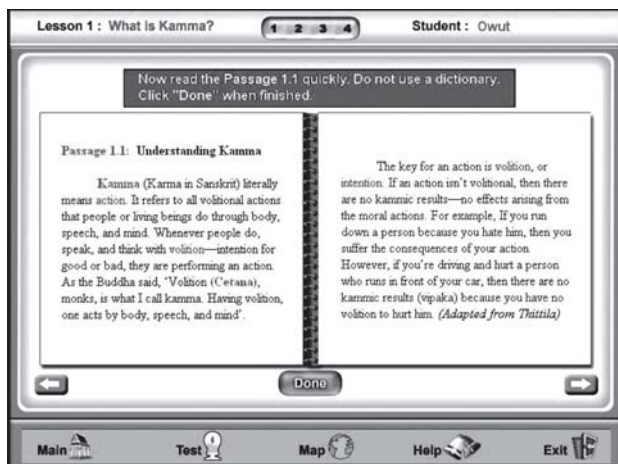 Lesson 1 : What is Kamma?
1 2 3 4
Student : Owut
Now read the Passage 1.1 quickly. Do not use a dictionary.
Click "Done" when finished.
Passage 1.1: Understanding Kamma
Kamma (Karma in Sanskrit) literally
means action. It refers to all volitional actions
that people or living beings do through body,
speech, and mind. Whenever people do,
speak, and think with volition—intention for
good or bad, they are performing an action.
As the Buddha said, 'Volition (Cetana),
monks, is what I call kamma. Having volition,
one acts by body, speech, and mind'.
The key for an action is volition, or
intention. If an action isn't volitional, then there
are no kammic results—no effects arising from
the moral actions. For example, If you run
down a person because you hate him, then you
suffer the consequences of your action.
However, if you're driving and hurt a person
who runs in front of your car, then there are no
kammic results (vipaka) because you have no
volition to hurt him. (Adapted from Thittila)
Done
Main
Test
Map
Help
Exit